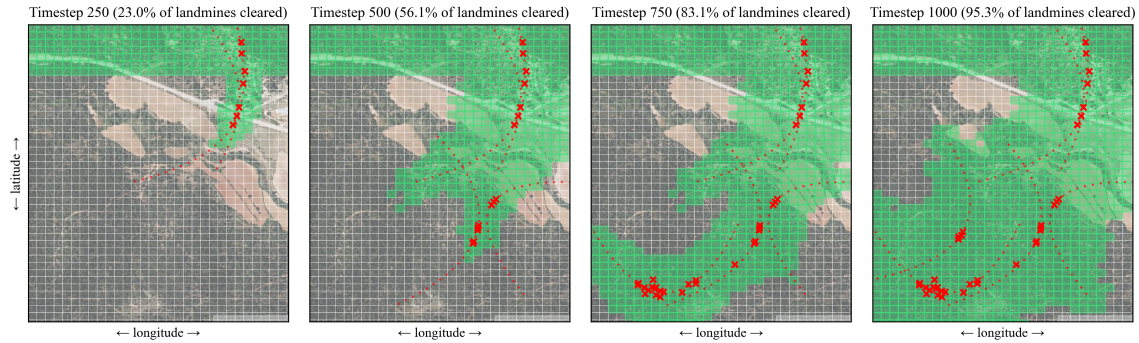 Timestep 250 (23.0% of landmines cleared)
Timestep 500 (56.1% of landmines cleared)
Timestep 750 (83.1% of landmines cleared)
Timestep 1000 (95.3% of landmines cleared)
← latitude →
← longitude →
← longitude →
← longitude →
← longitude →